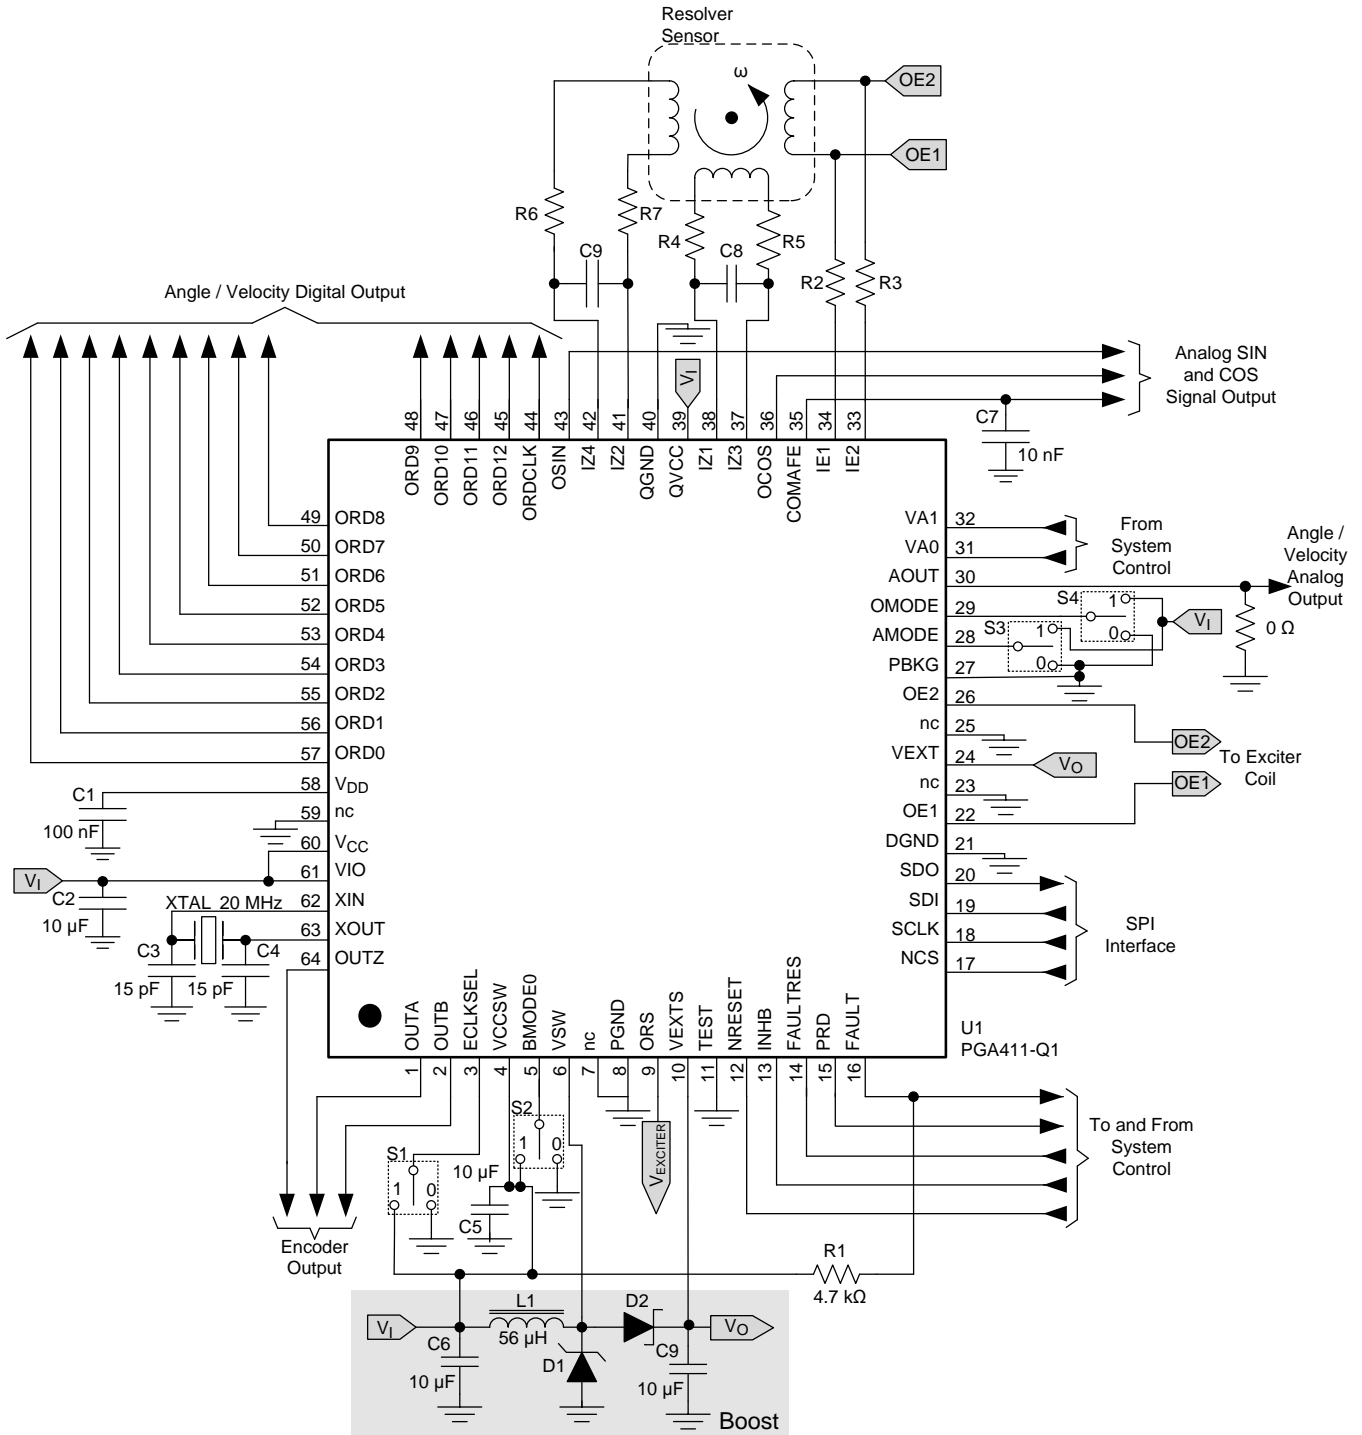 Resolver
Sensor
ω
OE2
OE1
R6
R7
R4
R5
C9
C8
R2
R3
Angle / Velocity Digital Output
Analog SIN
and COS
Signal Output
C7
10 nF
VI
48
47
46
45
44
43
42
41
40
39
38
37
36
35
34
33
ORD9
ORD10
ORD11
ORD12
ORDCLK
OSIN
IZ4
IZ2
QGND
QVCC
IZ1
IZ3
OCOS
COMAFE
IE1
IE2
49 ORD8
50 ORD7
51 ORD6
52 ORD5
53 ORD4
54 ORD3
55 ORD2
56 ORD1
57 ORD0
58 VDD
59 nc
60 VCC
61 VIO
62 XIN
63 XOUT
64 OUTZ
VA1 32
VA0 31
AOUT 30
OMODE 29
AMODE 28
PBKG 27
OE2 26
nc 25
VEXT 24
nc 23
OE1 22
DGND 21
SDO 20
SDI 19
SCLK 18
NCS 17
From
System
Control
Angle /
Velocity
Analog
Output
S4
1
0
S3
1
0
VI
0 Ω
OE2
To Exciter
Coil
VO
OE1
SPI
Interface
C1
100 nF
VI
C2
10 µF
XTAL 20 MHz
C3
C4
15 pF
15 pF
OUTA
OUTB
ECLKSEL
VCCSW
BMODE0
VSW
nc
PGND
ORS
VEXTS
TEST
NRESET
INHB
FAULTRES
PRD
FAULT
1
2
3
4
5
6
7
8
9
10
11
12
13
14
15
16
U1
PGA411-Q1
S2
1
0
S1
1
0
10 µF
C5
VEXCITER
To and From
System
Control
Encoder
Output
R1
4.7 kΩ
VI
L1
56 µH
D2
VO
C6
10 µF
D1
C9
10 µF
Boost